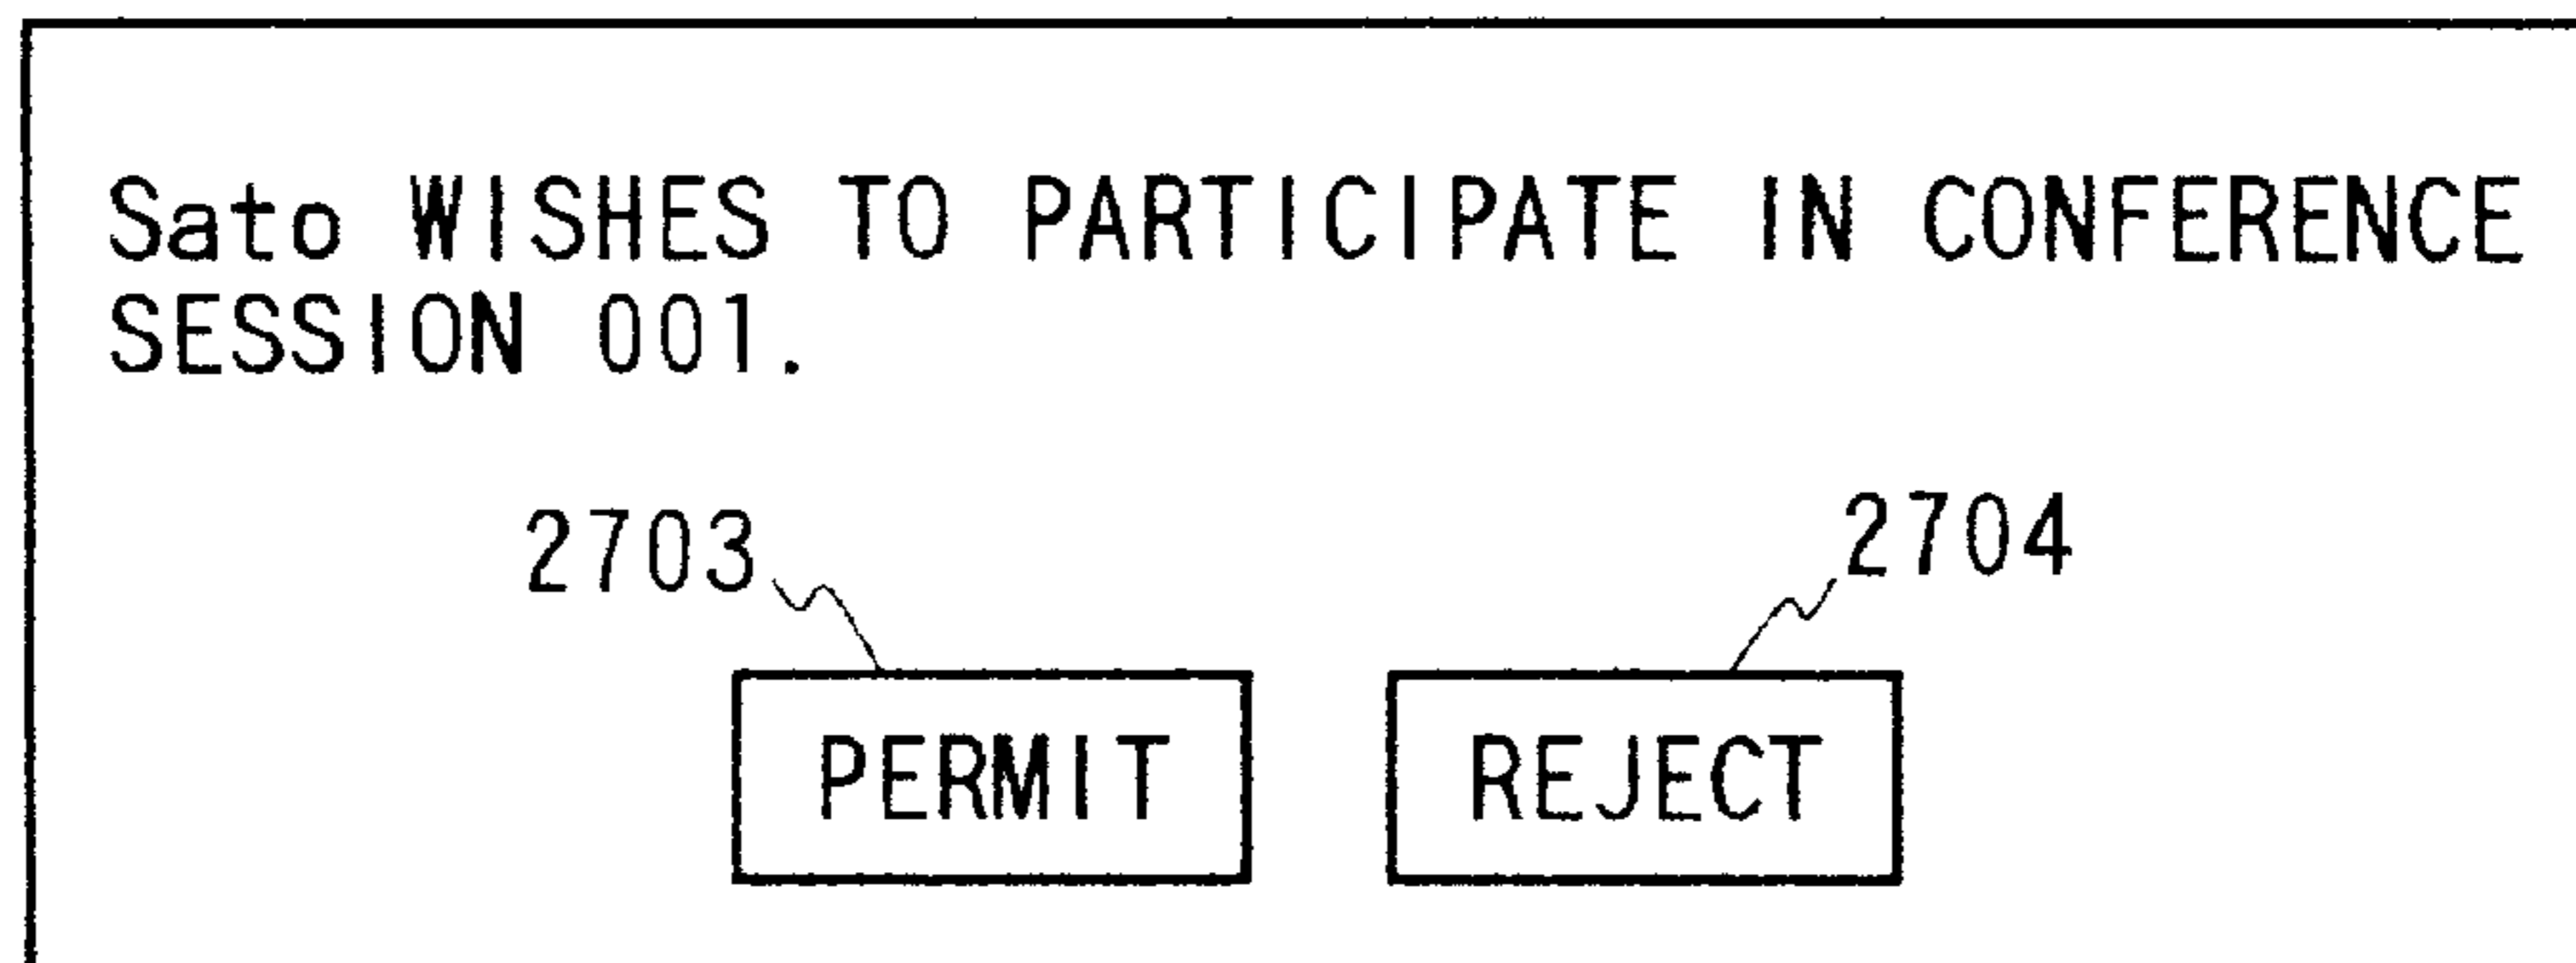 Sato WISHES TO PARTICIPATE IN CONFERENCE
SESSION 001.
2703
2704
PERMIT
REJECT